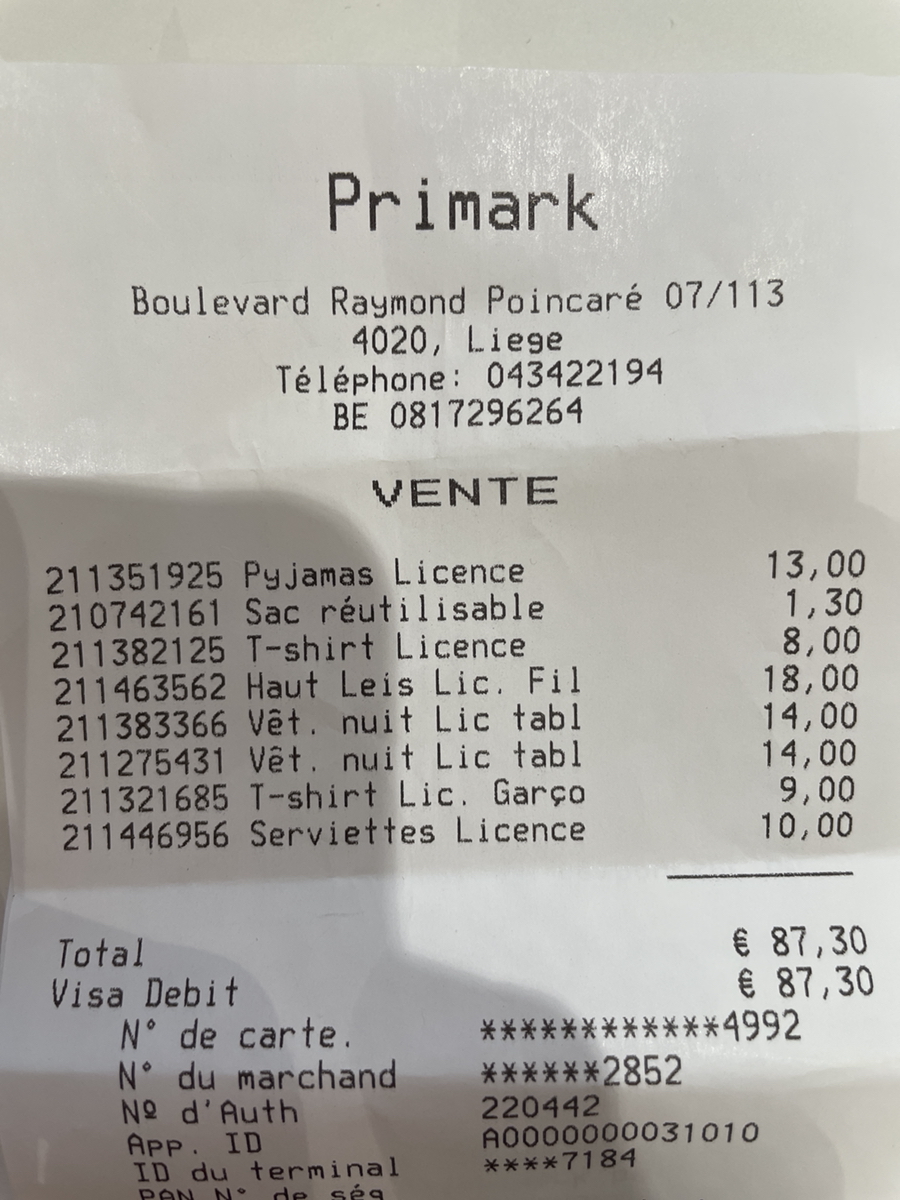 Primark
Boulevard Raymond Poincaré 07/113
4020, Liege
Téléphone: 043422194
BE 0817296264
VENTE
211351925 Pyjamas Licence 13,00
210742161 Sac réutilisable 1,30
211382125 T-shirt Licence 8,00
211463562 Haut Leis Lic. Fil 18,00
211383366 Vêt. nuit Lic tabl 14,00
211275431 Vêt. nuit Lic tabl 14,00
211321685 T-shirt Lic. Garço 9,00
211446956 Serviettes Licence 10,00
Total € 87,30
Visa Debit € 87,30
N° de carte. ************4992
N° du marchand ******2852
Nº d'Auth 220442
App. ID A0000000031010
ID du terminal ****7184
PAN N° de séq